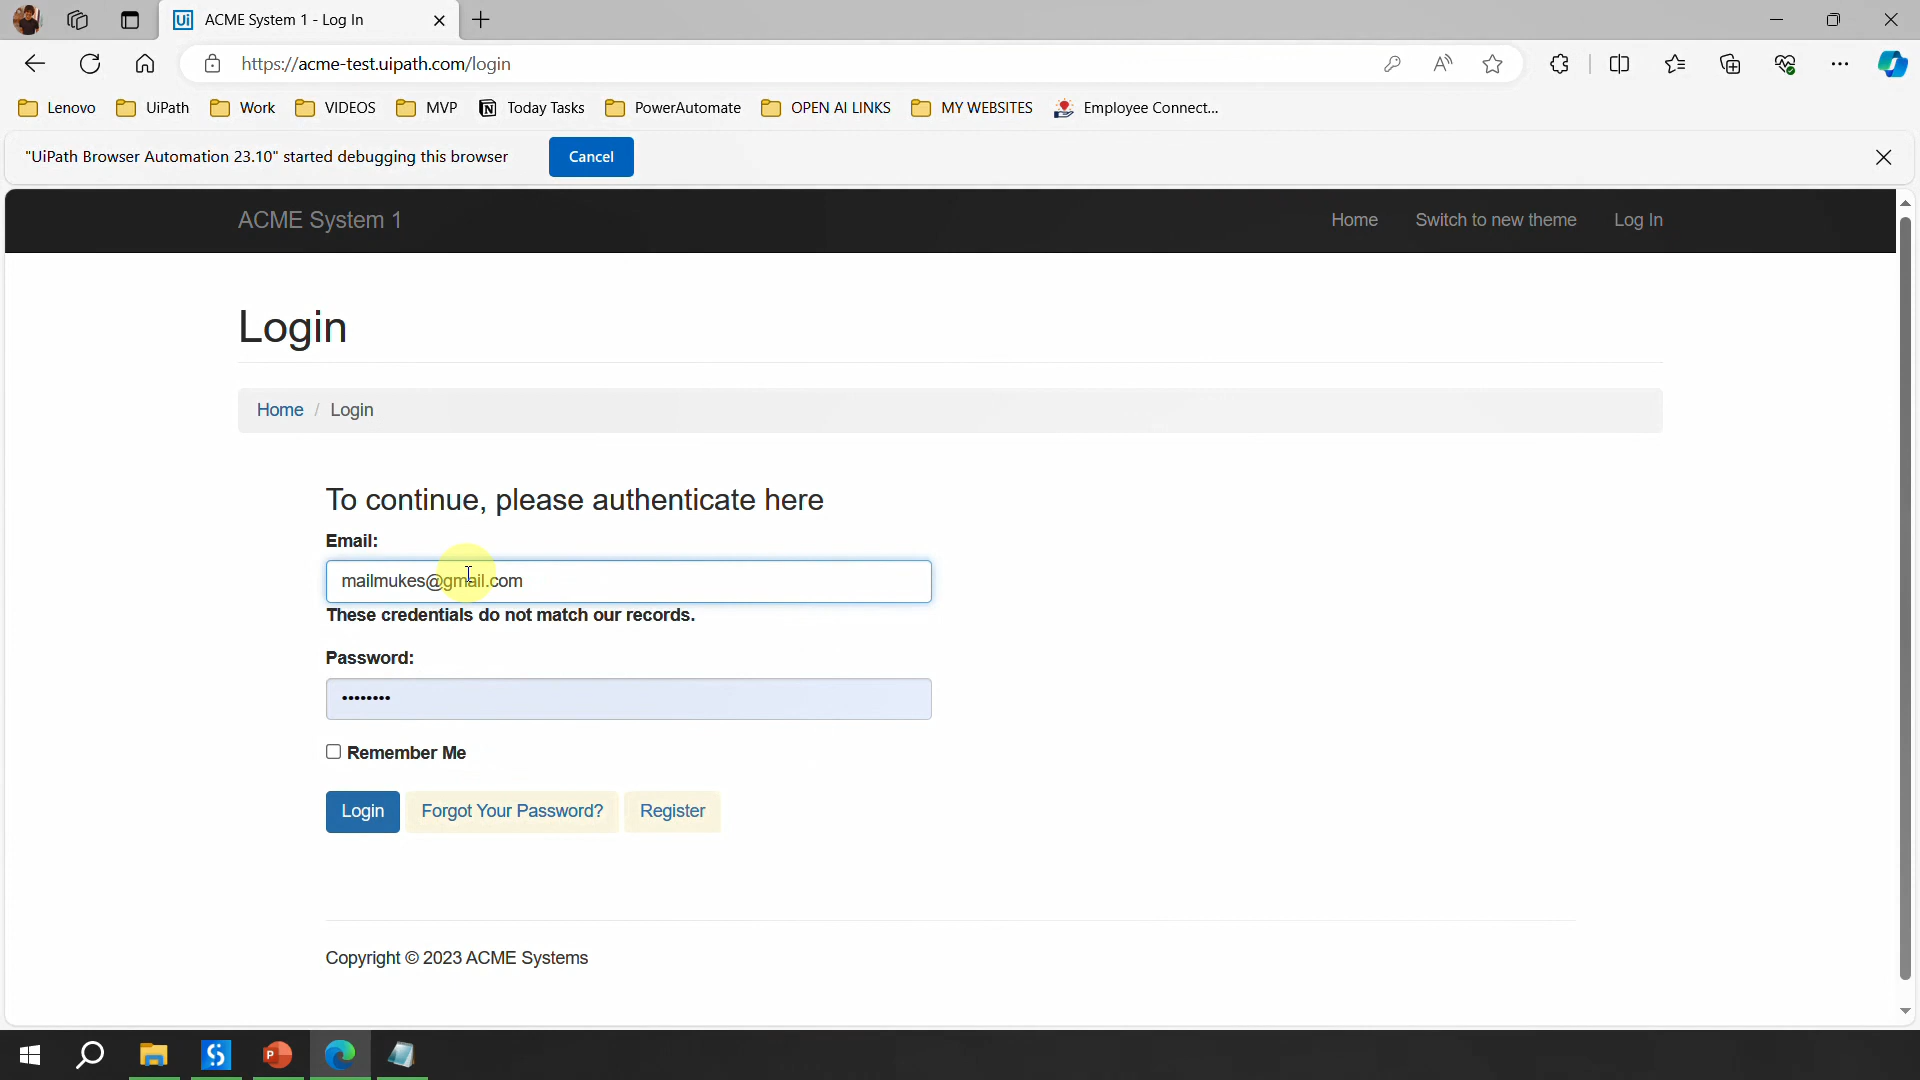 ACME System 1 - Log In
https://acme-test.uipath.com/login
Lenovo UiPath Work VIDEOS MVP Today Tasks PowerAutomate OPEN AI LINKS MY WEBSITES Employee Connect...
"UiPath Browser Automation 23.10" started debugging this browser Cancel
ACME System 1 Home Switch to new theme Log In
Login
Home / Login
To continue, please authenticate here
Email:
mailmukes@gmail.com
These credentials do not match our records.
Password:
••••••••
Remember Me
Login Forgot Your Password? Register
Copyright © 2023 ACME Systems